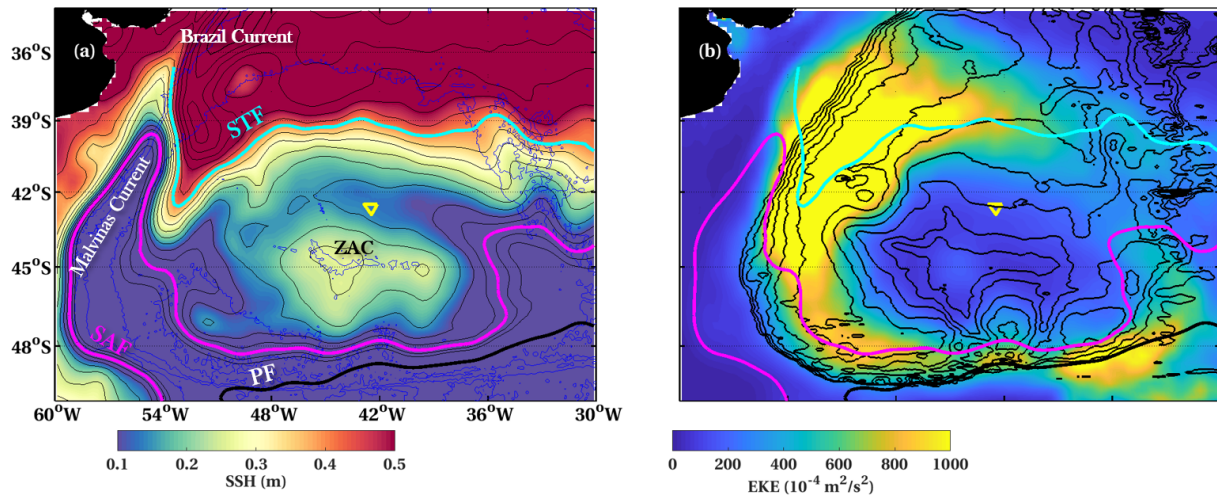 (a)
Brazil Current
STF
Malvinas Current
ZAC
SAF
PF
36°S
39°S
42°S
45°S
48°S
60°W
54°W
48°W
42°W
36°W
30°W
0.1
0.2
0.3
0.4
0.5
SSH (m)
(b)
0
200
400
600
800
1000
EKE (10⁻⁴ m²/s²)